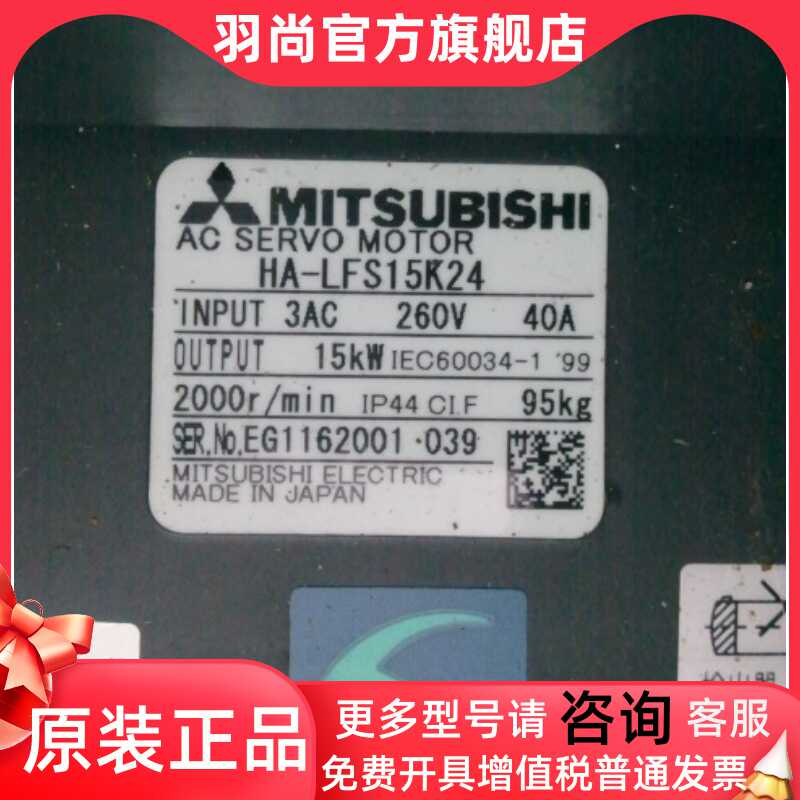 羽尚官方旗舰店
MITSUBISHI
AC SERVO MOTOR
HA-LFS15K24
INPUT 3AC 260V 40A
OUTPUT 15kW IEC60034-1 '99
2000r/min IP44 CI.F 95kg
SER.No.EG1162001·039
MITSUBISHI ELECTRIC
MADE IN JAPAN
原装正品
更多型号请 咨询 客服
免费开具增值税普通发票